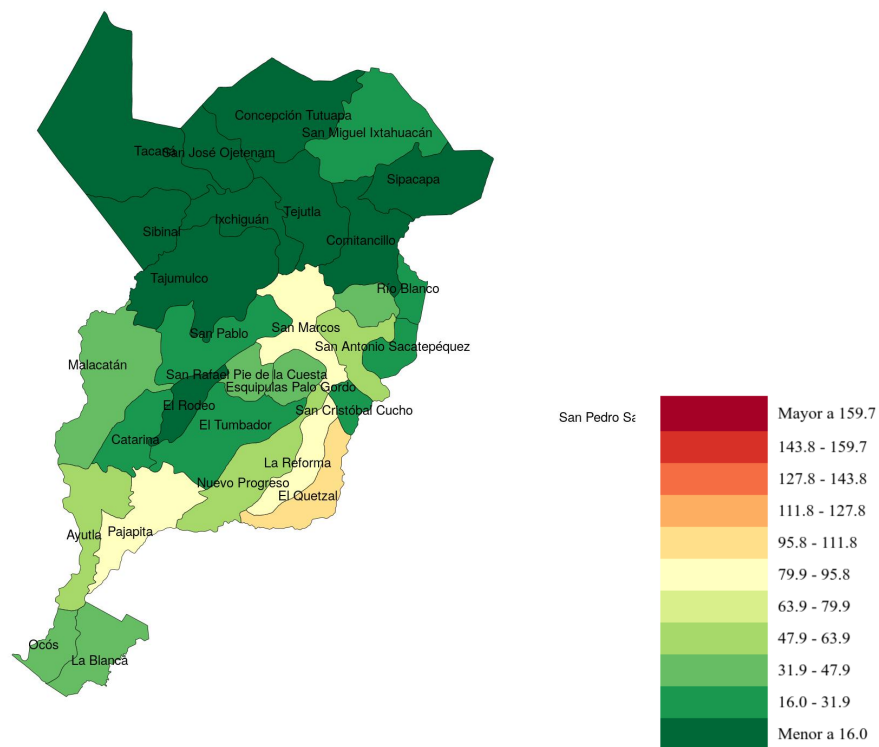 Concepción Tutuapa
San Miguel Ixtahuacán
Tacaná
San José Ojetenam
Sipacapa
Ixchiguán
Tejutla
Sibinal
Comitancillo
Tajumulco
Río Blanco
San Marcos
San Pablo
San Antonio Sacatepéquez
Malacatán
San Rafael Pie de la Cuesta
Esquipulas Palo Gordo
El Rodeo
San Cristóbal Cucho
San Pedro Sa
El Tumbador
Catarina
La Reforma
Nuevo Progreso
El Quetzal
Ayutla
Pajapita
Ocós
La Blanca
Mayor a 159.7
143.8 - 159.7
127.8 - 143.8
111.8 - 127.8
95.8 - 111.8
79.9 - 95.8
63.9 - 79.9
47.9 - 63.9
31.9 - 47.9
16.0 - 31.9
Menor a 16.0